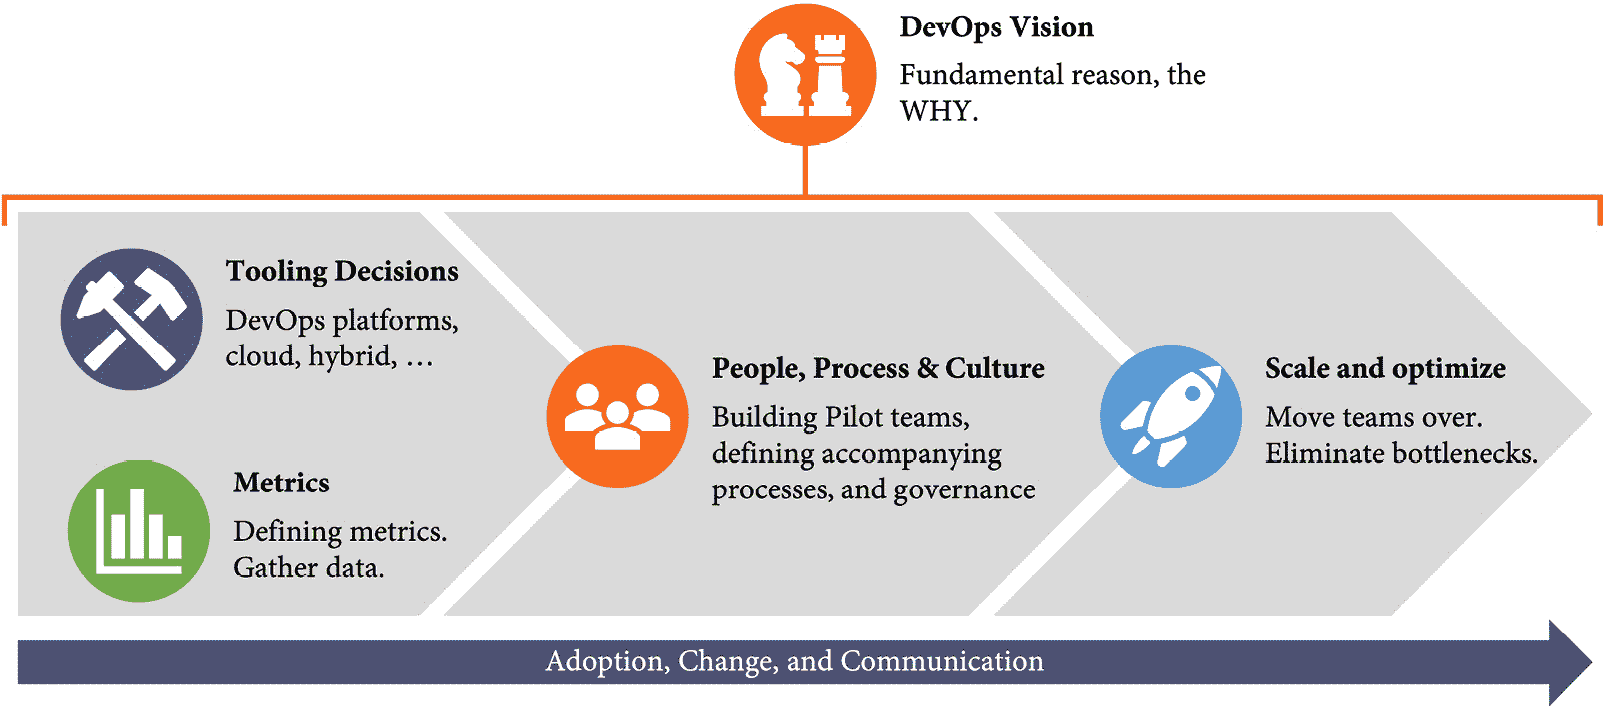 DevOps Vision
Fundamental reason, the
WHY.
Tooling Decisions
DevOps platforms,
cloud, hybrid, …
Metrics
Defining metrics.
Gather data.
People, Process & Culture
Building Pilot teams,
defining accompanying
processes, and governance
Scale and optimize
Move teams over.
Eliminate bottlenecks.
Adoption, Change, and Communication